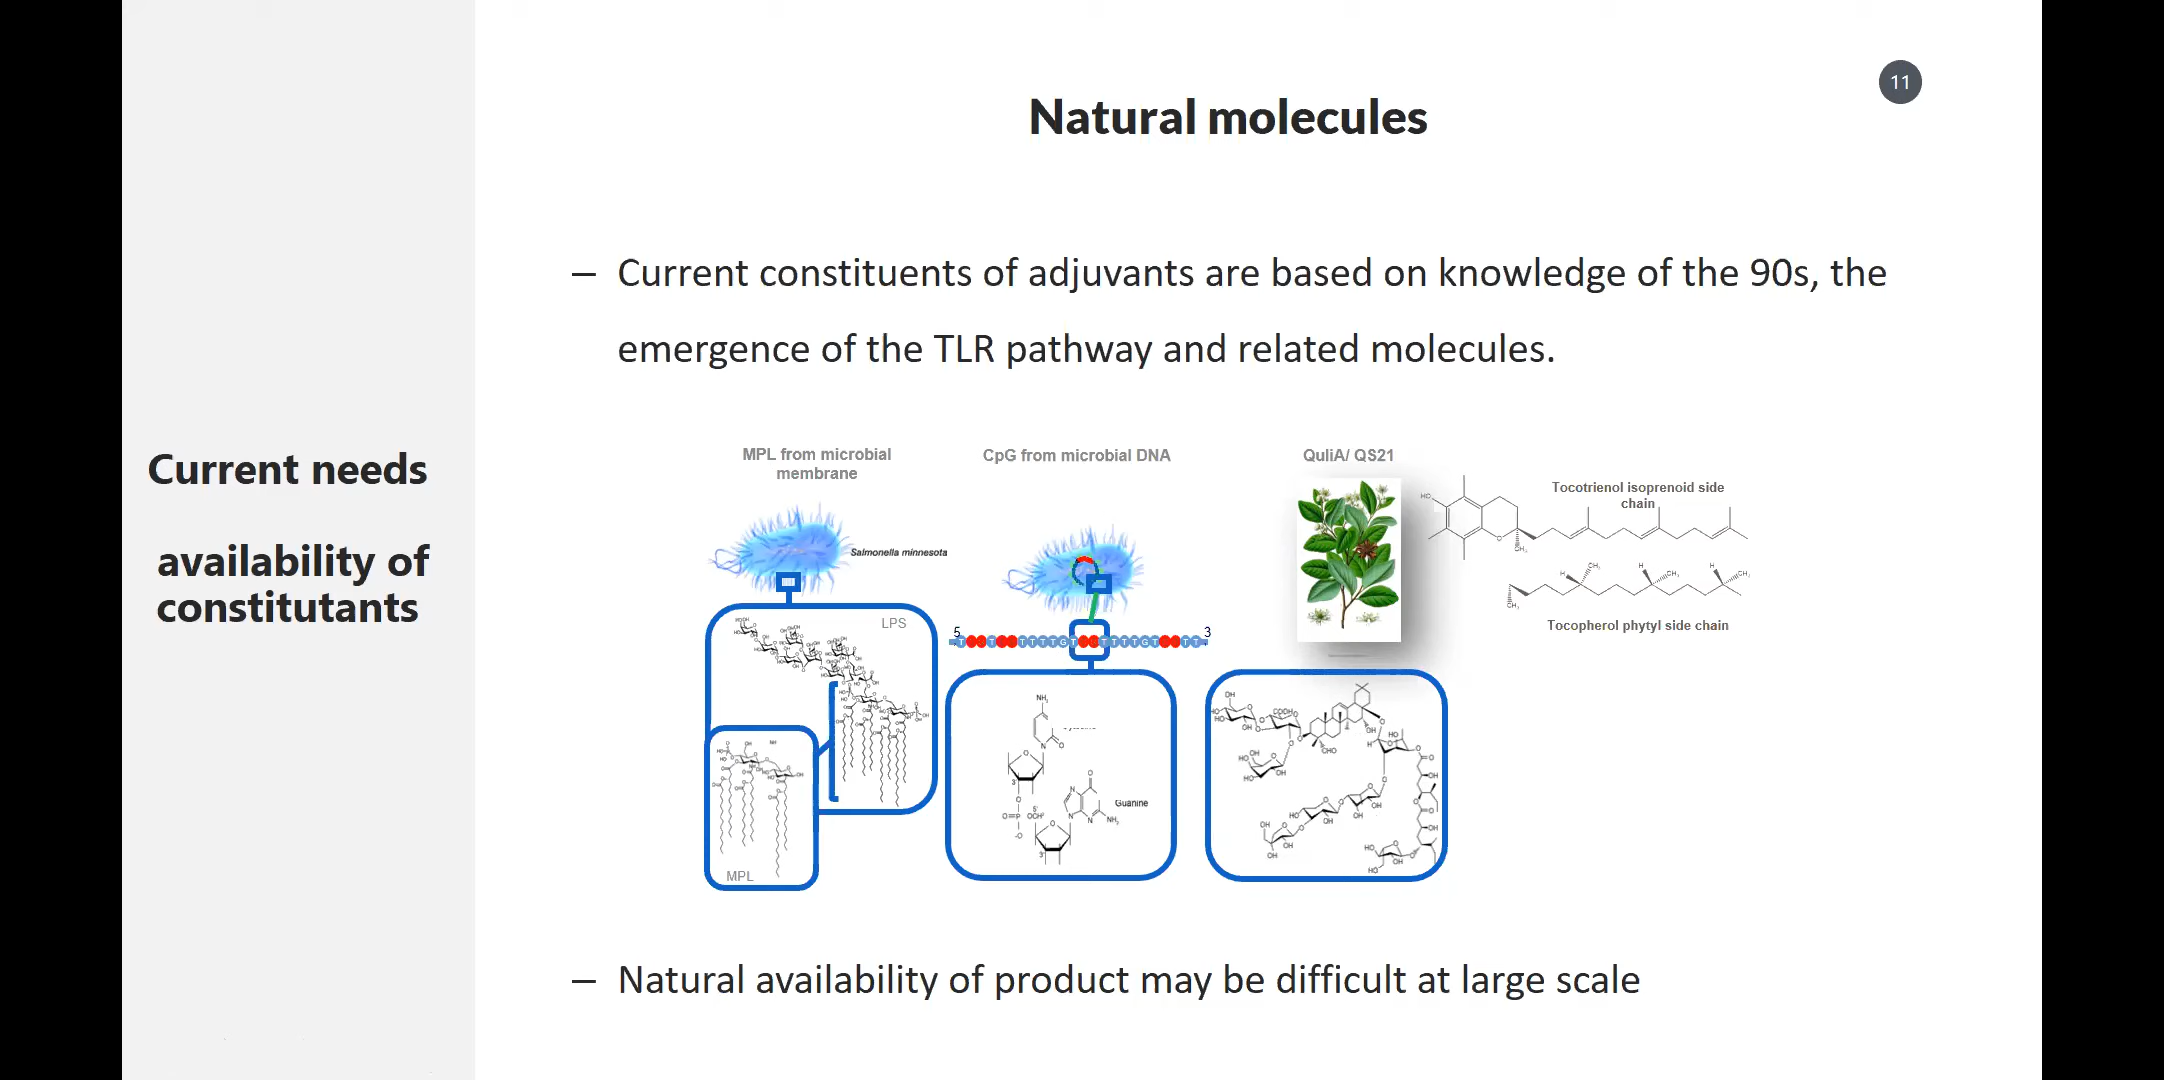 11
Natural molecules
– Current constituents of adjuvants are based on knowledge of the 90s, the
emergence of the TLR pathway and related molecules.
Current needs
availability of
constitutants
MPL from microbial
membrane
CpG from microbial DNA
QuliA/ QS21
Tocotrienol isoprenoid side
chain
Salmonella minnesota
Tocopherol phytyl side chain
LPS
5
3
Guanine
MPL
– Natural availability of product may be difficult at large scale